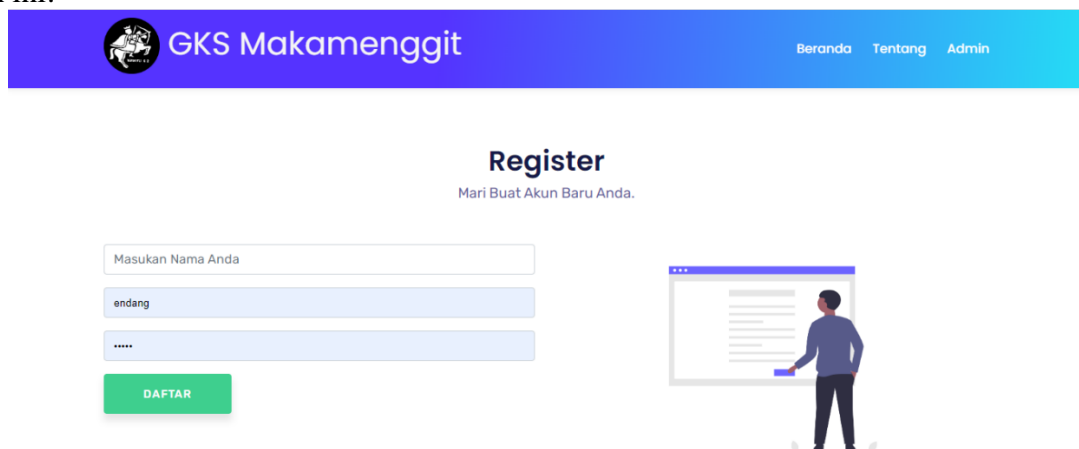 GKS Makamenggit
Beranda Tentang Admin
Register
Mari Buat Akun Baru Anda.
Masukan Nama Anda
endang
•••••
DAFTAR